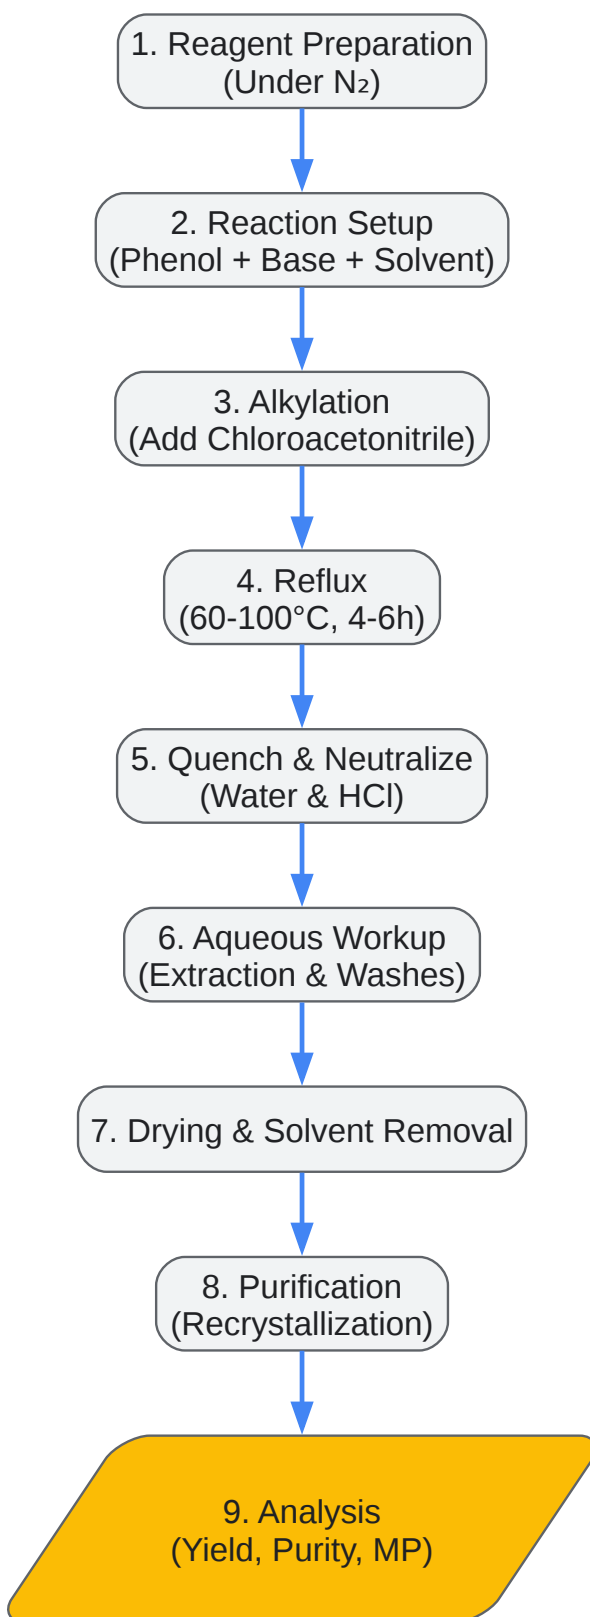 1. Reagent Preparation
(Under N₂)
2. Reaction Setup
(Phenol + Base + Solvent)
3. Alkylation
(Add Chloroacetonitrile)
4. Reflux
(60-100°C, 4-6h)
5. Quench & Neutralize
(Water & HCl)
6. Aqueous Workup
(Extraction & Washes)
7. Drying & Solvent Removal
8. Purification
(Recrystallization)
9. Analysis
(Yield, Purity, MP)